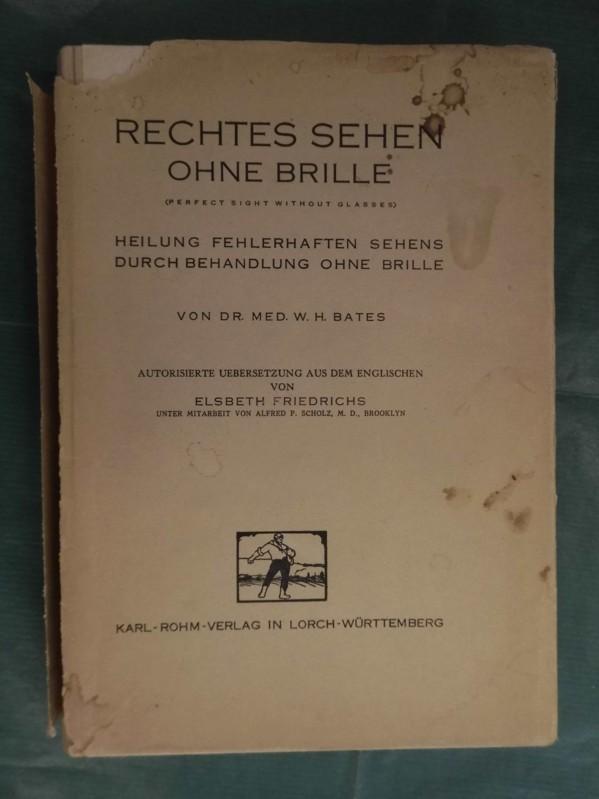 RECHTES SEHEN
OHNE BRILLE
(PERFECT SIGHT WITHOUT GLASSES)
HEILUNG FEHLERHAFTEN SEHENS
DURCH BEHANDLUNG OHNE BRILLE
VON DR. MED. W. H. BATES
AUTORISIERTE UEBERSETZUNG AUS DEM ENGLISCHEN
VON
ELSBETH FRIEDRICHS
UNTER MITARBEIT VON ALFRED P. SCHOLZ, M. D., BROOKLYN
KARL-ROHM-VERLAG IN LORCH-WÜRTTEMBERG